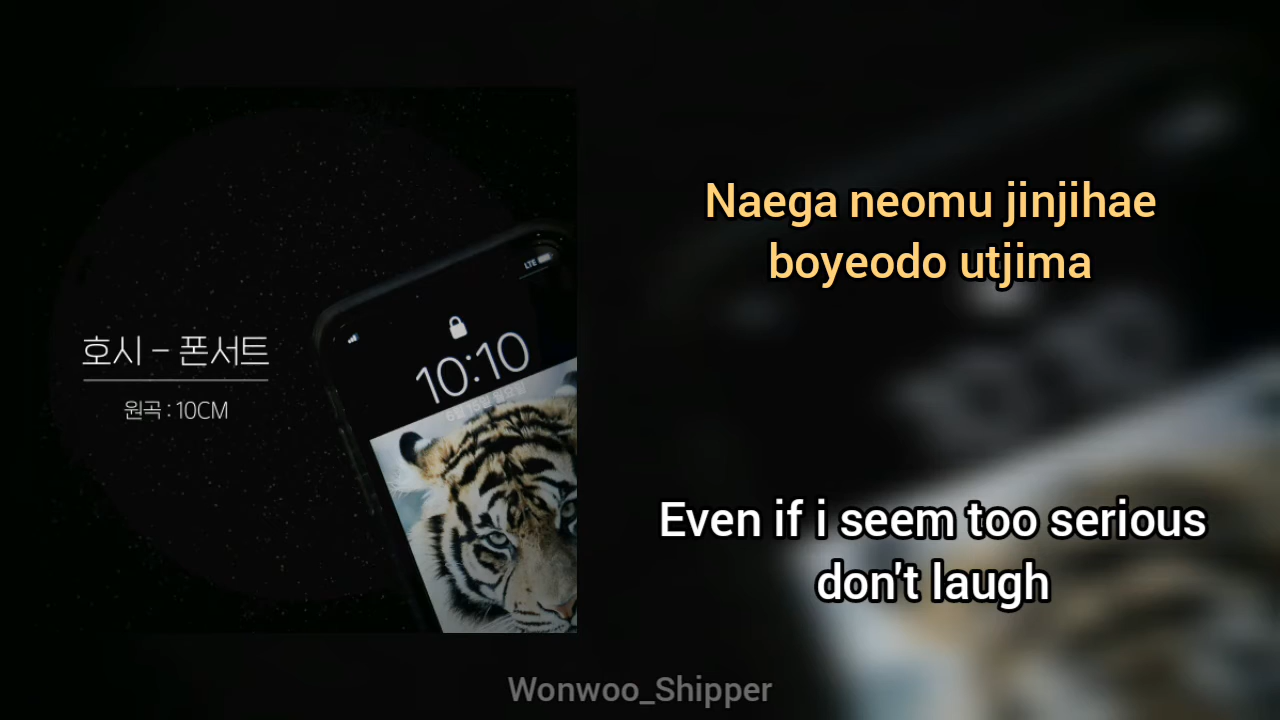 호시 - 폰서트
원곡 : 10CM
LTE
10:10
Naega neomu jinjihae
boyeodo utjima
Even if i seem too serious
don't laugh
Wonwoo_Shipper